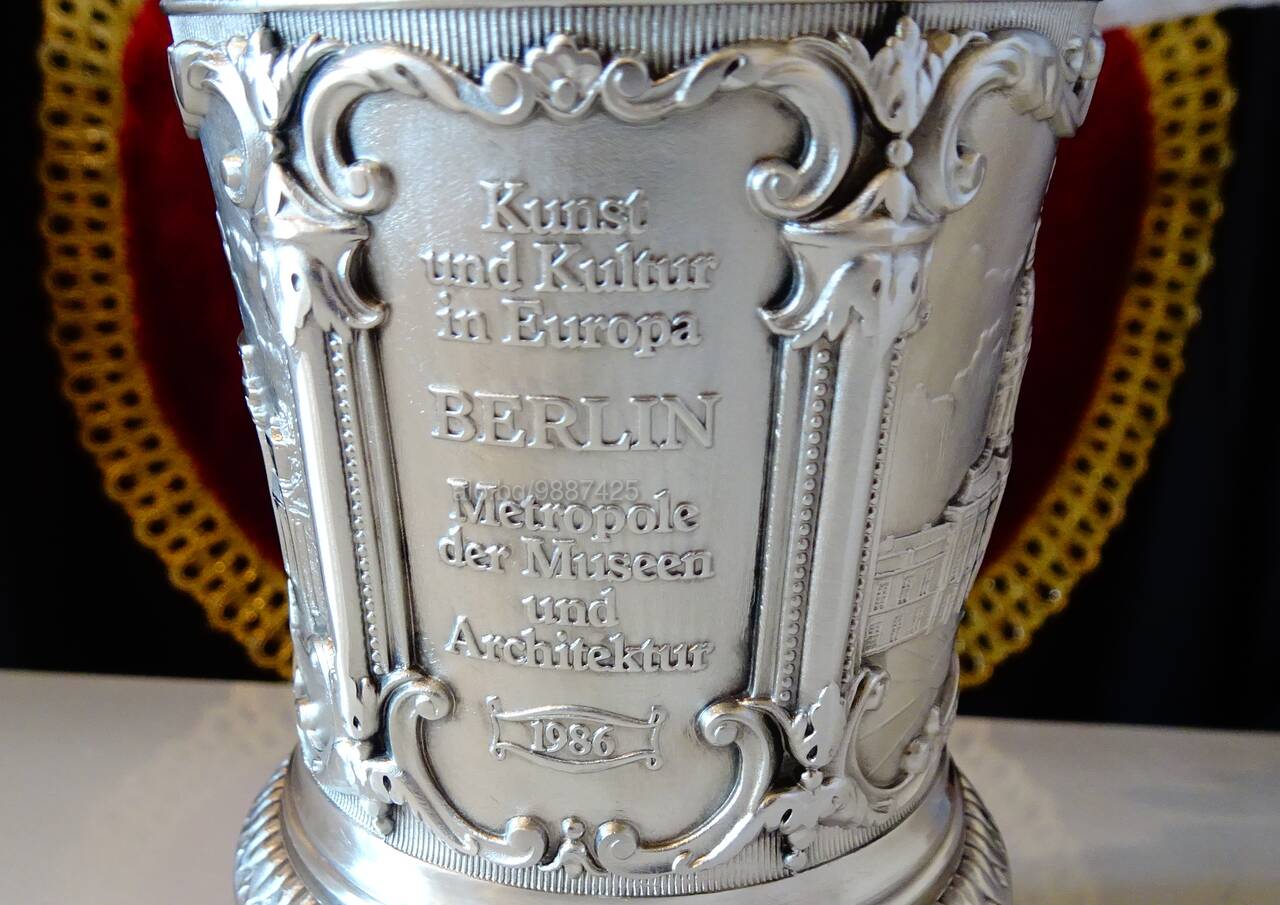 Kunst
und Kultur
in Europa
BERLIN
Metropole
der Museen
und
Architektur
1986